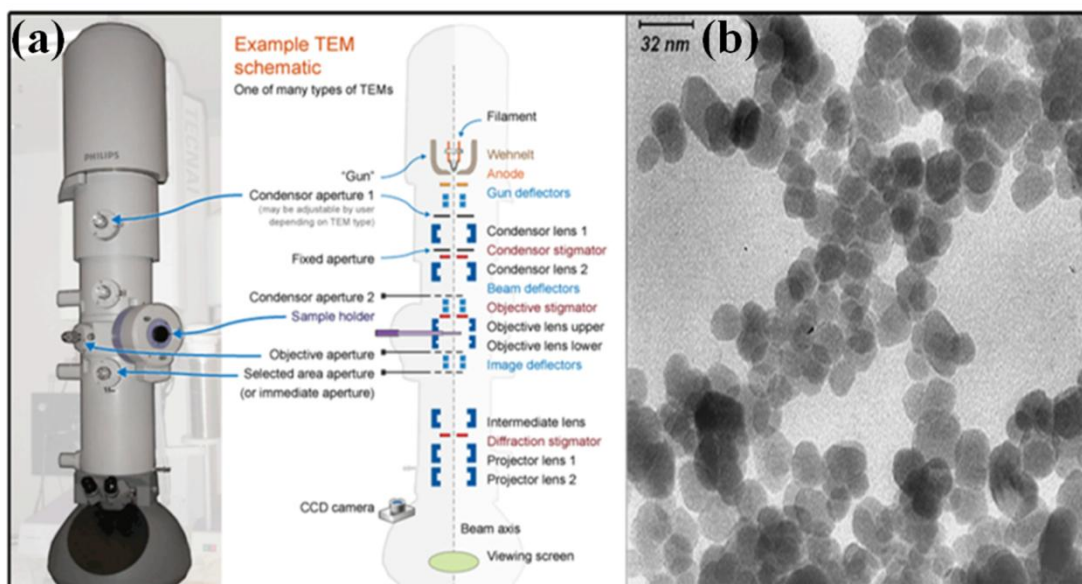 (a)
PHILIPS
TECNAI
Example TEM
schematic
One of many types of TEMs
Filament
Wehnelt
Anode
"Gun"
Gun deflectors
Condensor aperture 1
(may be adjustable by user
depending on TEM type)
Condensor lens 1
Condensor stigmator
Fixed aperture
Condensor lens 2
Beam deflectors
Condensor aperture 2
Objective stigmator
Sample holder
Objective lens upper
Objective lens lower
Objective aperture
Image deflectors
Selected area aperture
(or immediate aperture)
Intermediate lens
Diffraction stigmator
Projector lens 1
Projector lens 2
CCD camera
Beam axis
Viewing screen
32 nm
(b)